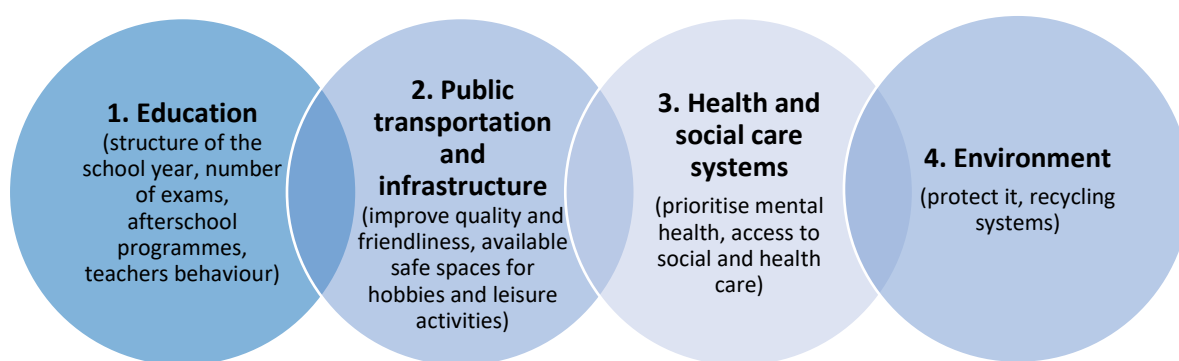 1. Education
(structure of the
school year, number
of exams,
afterschool
programmes,
teachers behaviour)
2. Public
transportation
and
infrastructure
(improve quality and
friendliness, available
safe spaces for
hobbies and leisure
activities)
3. Health and
social care
systems
(prioritise mental
health, access to
social and health
care)
4. Environment
(protect it, recycling
systems)